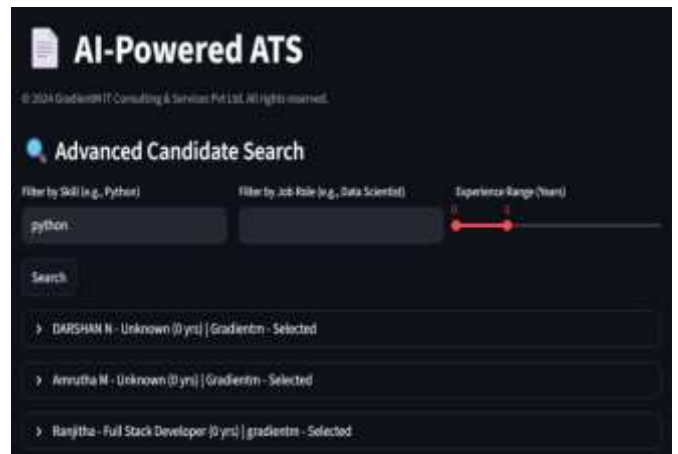 AI-Powered ATS
© 2024 GradientM IT Consulting & Services Pvt Ltd. All rights reserved.
Advanced Candidate Search
Filter by Skill (e.g., Python)
Filter by Job Role (e.g., Data Scientist)
Experience Range (Years)
0
python
Search
DARSHAN N - Unknown (0 yrs) | Gradientm - Selected
Amrutha M - Unknown (0 yrs) | Gradientm - Selected
Ranjitha - Full Stack Developer (0 yrs) | gradientm - Selected